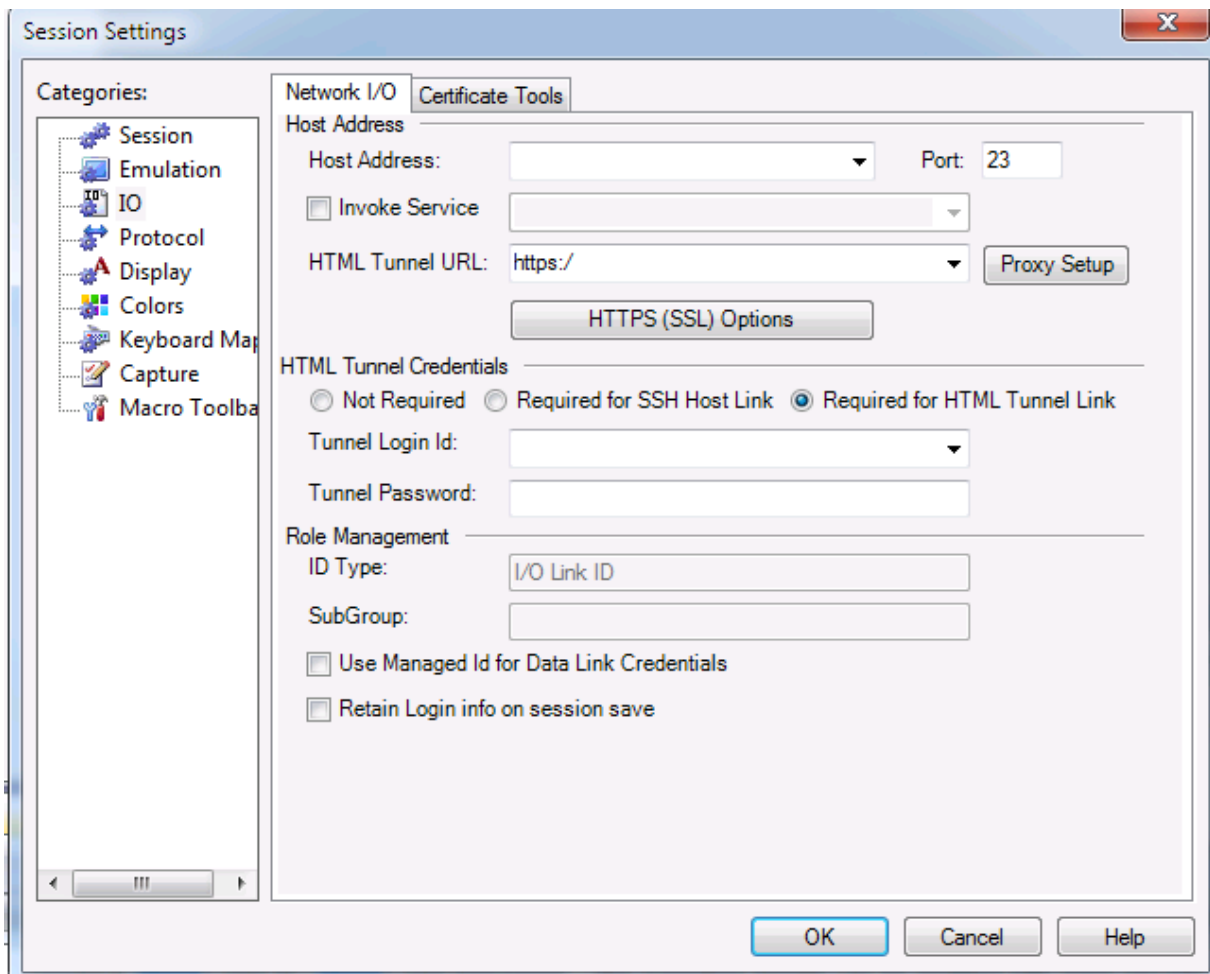 Session Settings
Categories:
Session
Emulation
IO
Protocol
Display
Colors
Keyboard Map
Capture
Macro Toolba
Network I/O
Certificate Tools
Host Address
Host Address:
Port: 23
Invoke Service
HTML Tunnel URL: https:/
Proxy Setup
HTTPS (SSL) Options
HTML Tunnel Credentials
Not Required Required for SSH Host Link Required for HTML Tunnel Link
Tunnel Login Id:
Tunnel Password:
Role Management
ID Type: I/O Link ID
SubGroup:
Use Managed Id for Data Link Credentials
Retain Login info on session save
OK Cancel Help